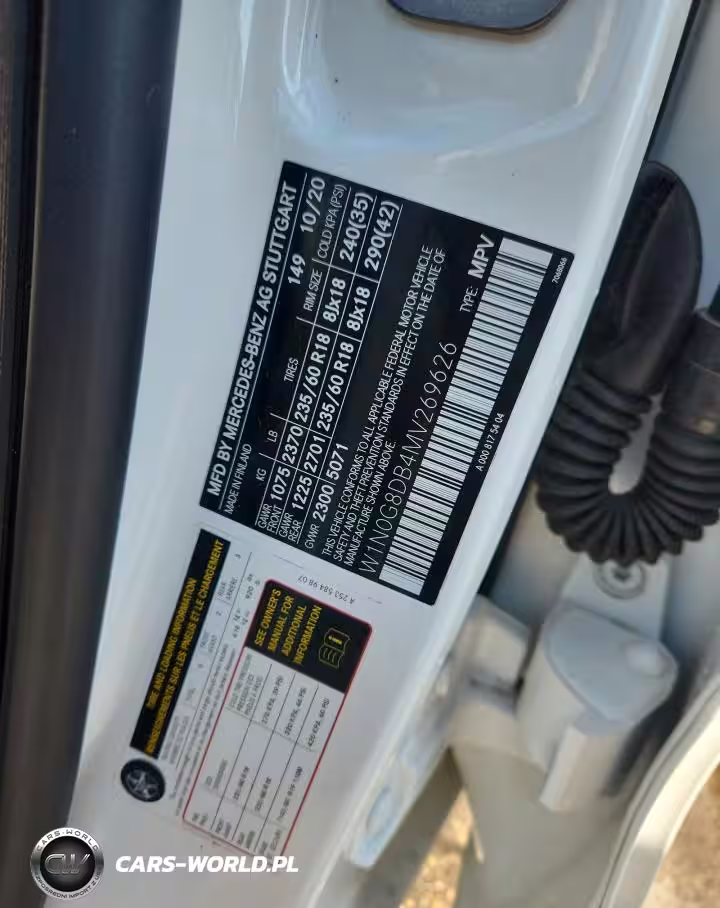 MFD BY MERCEDES-BENZ AG STUTTGART
MADE IN FINLAND 149 10/20
KG LB TIRES RIM SIZE COLD KPA (PSI)
GAWR FRONT 1075 2370 235/60 R18 8Jx18 240(35)
GAWR REAR 1225 2701 235/60 R18 8Jx18 290(42)
GVWR 2300 5071
THIS VEHICLE CONFORMS TO ALL APPLICABLE FEDERAL MOTOR VEHICLE
SAFETY AND THEFT PREVENTION STANDARDS IN EFFECT ON THE DATE OF
MANUFACTURE SHOWN ABOVE.
W1N0G8DB4MV269626 TYPE: MPV
A 000 817 54 04
7068066
A 253 584 98 07
TIRE AND LOADING INFORMATION
RENSEIGNEMENTS SUR LES PNEUS ET LE CHARGEMENT
SEE OWNER'S
MANUAL FOR
ADDITIONAL
INFORMATION
CARS-WORLD
CW
CARS-WORLD.PL